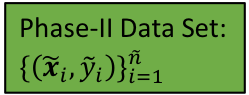 Phase-II Data Set:
{(𝒙̃ᵢ, ỹᵢ)}ᵢ₌₁ⁿ̃